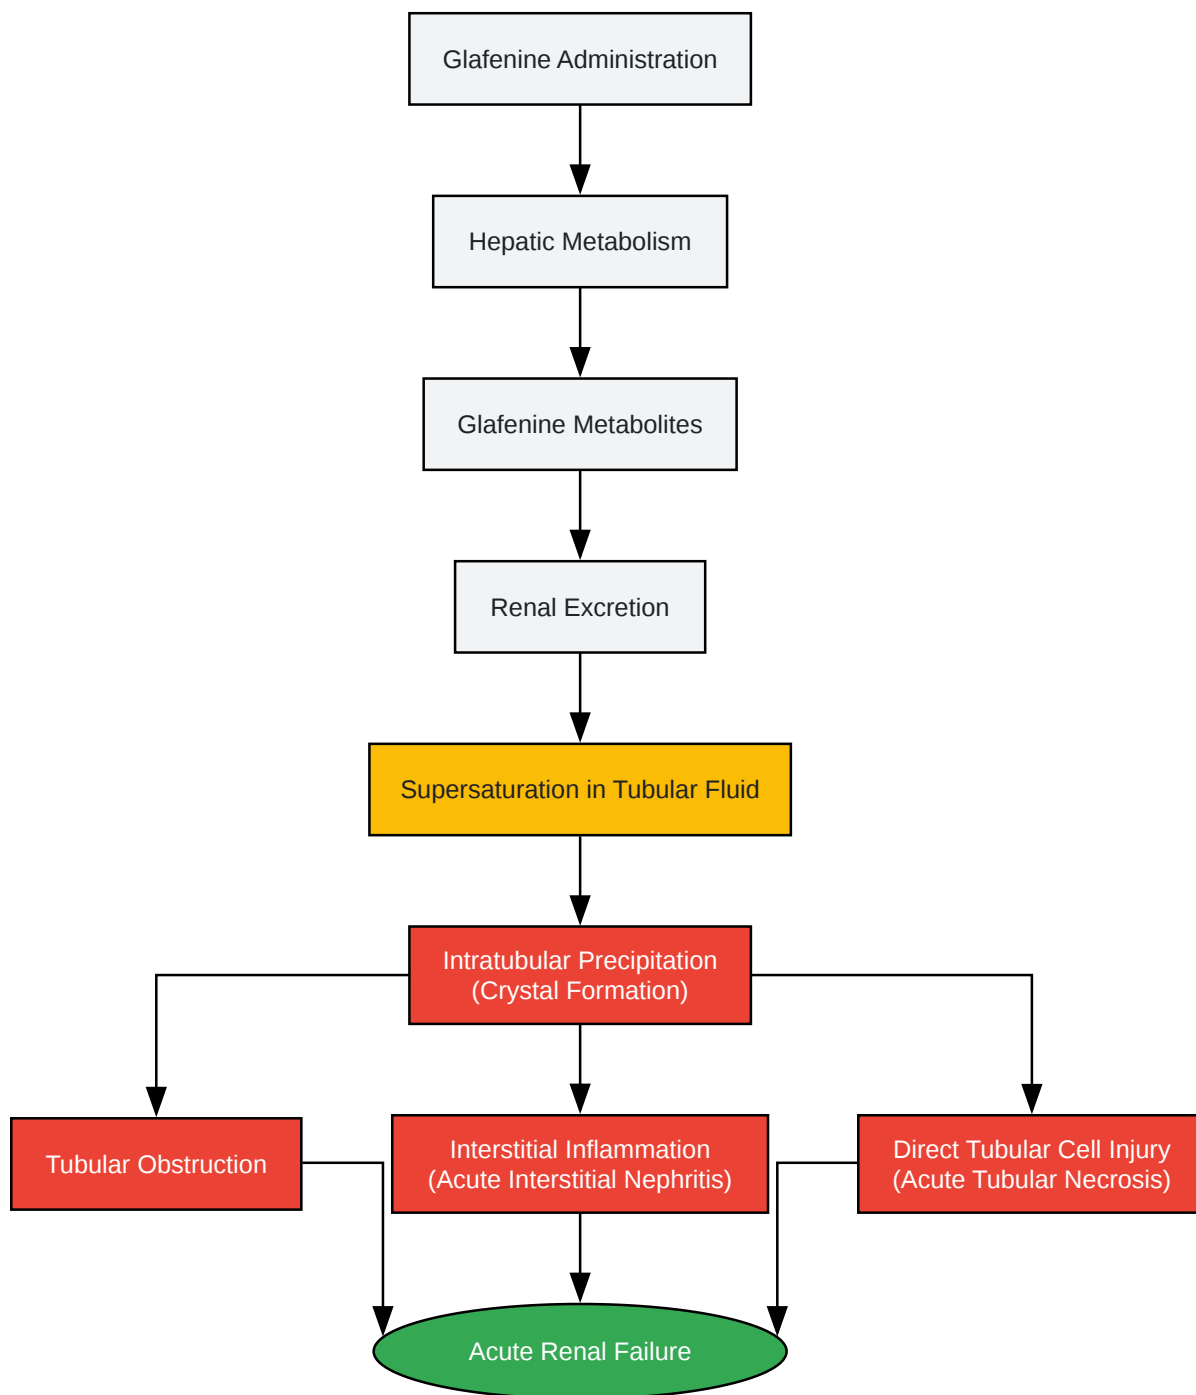 Glafenine Administration
Hepatic Metabolism
Glafenine Metabolites
Renal Excretion
Supersaturation in Tubular Fluid
Intratubular Precipitation
(Crystal Formation)
Tubular Obstruction
Interstitial Inflammation
(Acute Interstitial Nephritis)
Direct Tubular Cell Injury
(Acute Tubular Necrosis)
Acute Renal Failure